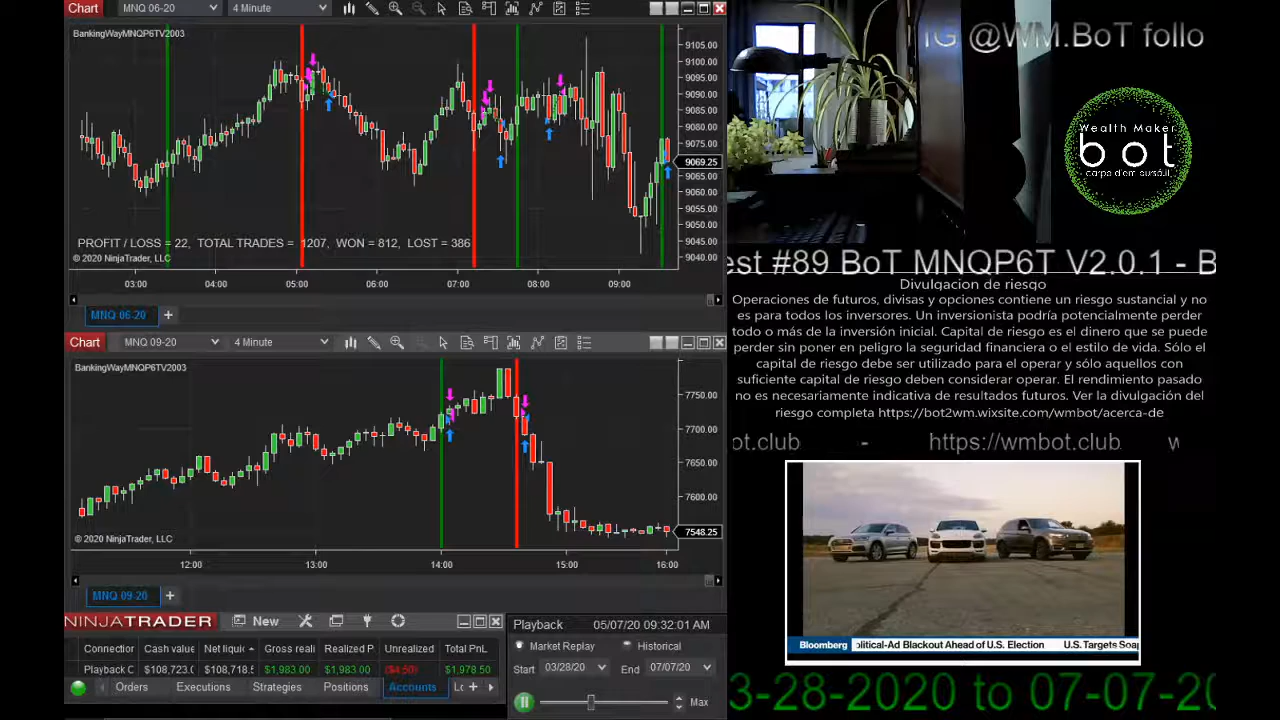 Chart MNQ 06-20 4 Minute
BankingWayMNQP6TV2003
9105.00
9100.00
9095.00
9090.00
9085.00
9080.00
9075.00
9069.25
9065.00
9060.00
9055.00
9050.00
9045.00
9040.00
PROFIT / LOSS = 22, TOTAL TRADES = 1207, WON = 812, LOST = 386
© 2020 NinjaTrader, LLC
03:00 04:00 05:00 06:00 07:00 08:00 09:00
MNQ 06-20 +
Chart MNQ 09-20 4 Minute
BankingWayMNQP6TV2003
7750.00
7700.00
7650.00
7600.00
7548.25
© 2020 NinjaTrader, LLC
12:00 13:00 14:00 15:00 16:00
MNQ 09-20 +
NINJATRADER New
Connection Cash value Net liquic Gross reali Realized P Unrealized Total PnL
Playback C $108,723.0 $108,718.5 $1,983.00 $1,983.00 ($4.50) $1,978.50
Orders Executions Strategies Positions Accounts Lo +
Playback 05/07/20 09:32:01 AM
Market Replay Historical
Start 03/28/20 End 07/07/20
Max
IG @WM.BoT follo
Wealth Maker
bot
est #89 BoT MNQP6T V2.0.1 - B
Divulgacion de riesgo
Operaciones de futuros, divisas y opciones contiene un riesgo sustancial y no
es para todos los inversores. Un inversionista podría potencialmente perder
todo o más de la inversión inicial. Capital de riesgo es el dinero que se puede
perder sin poner en peligro la seguridad financiera o el estilo de vida. Sólo el
capital de riesgo debe ser utilizado para el operar y sólo aquellos con
suficiente capital de riesgo deben considerar operar. El rendimiento pasado
no es necesariamente indicativa de resultados futuros. Ver la divulgación del
riesgo completa https://bot2wm.wixsite.com/wmbot/acerca-de
ot.club - https://wmbot.club w
Bloomberg olitical-Ad Blackout Ahead of U.S. Election U.S. Targets Soa
3-28-2020 to 07-07-20